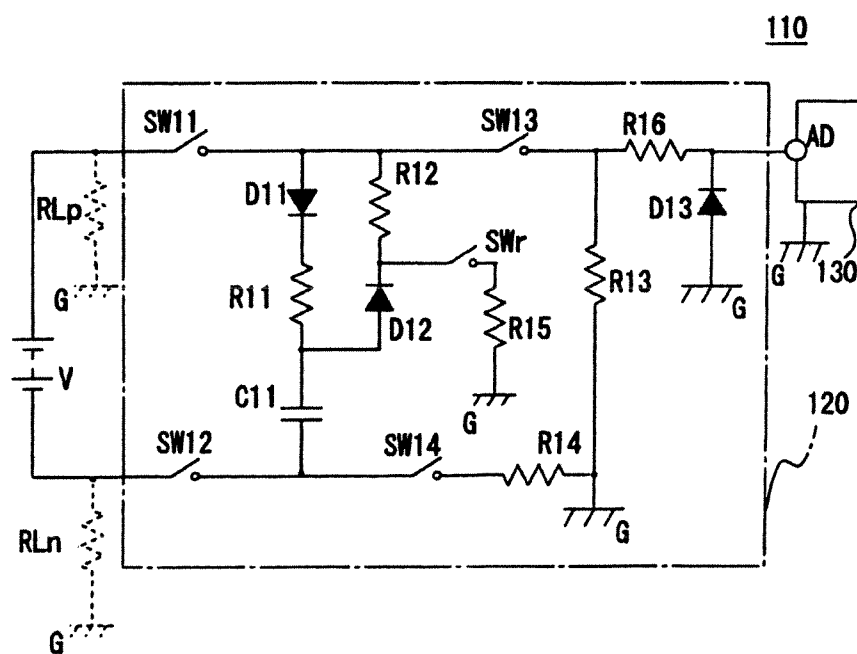 110
SW11
SW13
R16
AD
RLp
D11
R12
D13
SWr
G
R11
D12
R15
R13
G
G
130
V
C11
G
120
SW12
SW14
R14
G
RLn
G